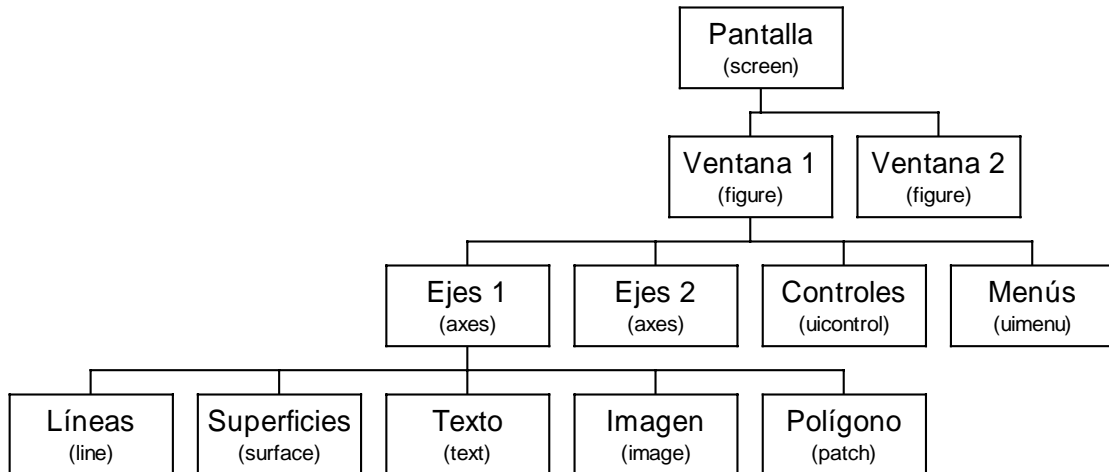 Pantalla
(screen)
Ventana 1
(figure)
Ventana 2
(figure)
Ejes 1
(axes)
Ejes 2
(axes)
Controles
(uicontrol)
Menús
(uimenu)
Líneas
(line)
Superficies
(surface)
Texto
(text)
Imagen
(image)
Polígono
(patch)